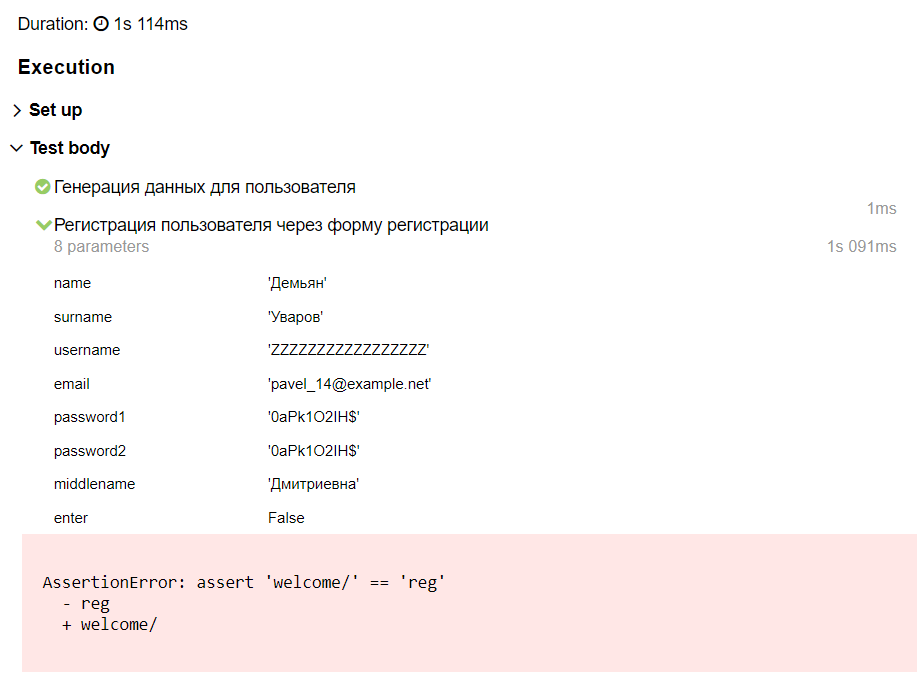 Duration: 1s 114ms
Execution
Set up
Test body
Генерация данных для пользователя
1ms
Регистрация пользователя через форму регистрации
8 parameters 1s 091ms
name 'Демьян'
surname 'Уваров'
username 'ZZZZZZZZZZZZZZZZZ'
email 'pavel_14@example.net'
password1 '0aPk1O2IH$'
password2 '0aPk1O2IH$'
middlename 'Дмитриевна'
enter False
AssertionError: assert 'welcome/' == 'reg'
- reg
+ welcome/